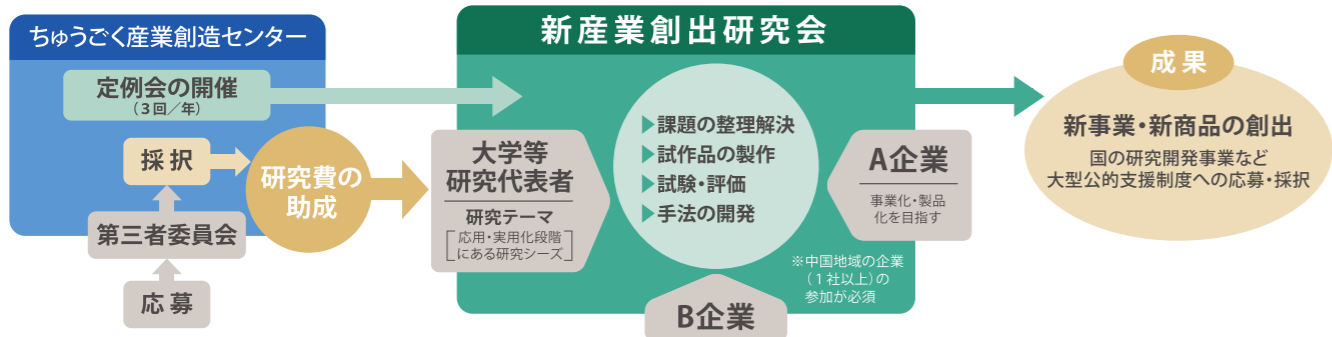 ちゅうごく産業創造センター
定例会の開催
（3回／年）
採択
第三者委員会
応募
研究費の
助成
新産業創出研究会
大学等
研究代表者
研究テーマ
［応用・実用化段階
にある研究シーズ］
▶課題の整理解決
▶試作品の製作
▶試験・評価
▶手法の開発
A企業
事業化・製品
化を目指す
B企業
※中国地域の企業
（1社以上）の
参加が必須
成果
新事業・新商品の創出
国の研究開発事業など
大型公的支援制度への応募・採択